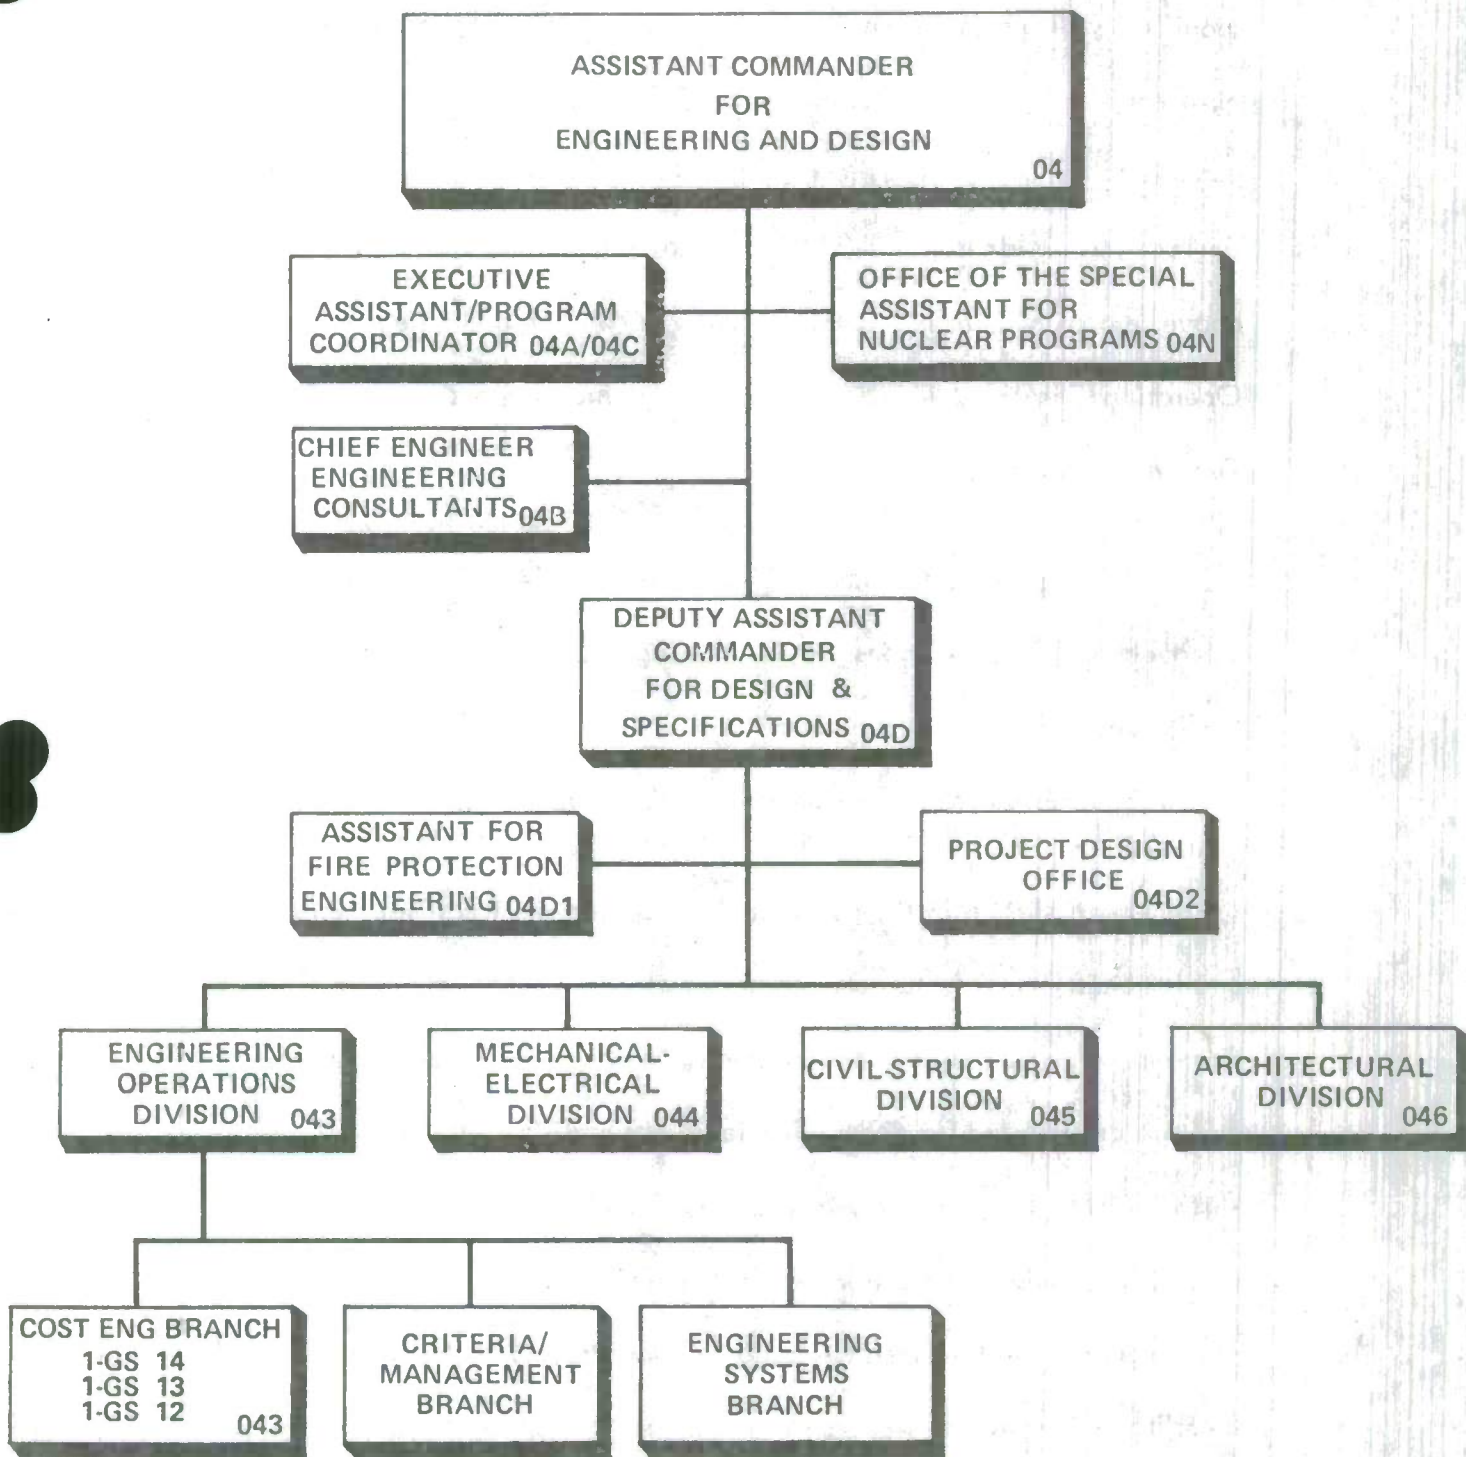 ASSISTANT COMMANDER
FOR
ENGINEERING AND DESIGN
04
EXECUTIVE
ASSISTANT/PROGRAM
COORDINATOR 04A/04C
OFFICE OF THE SPECIAL
ASSISTANT FOR
NUCLEAR PROGRAMS 04N
CHIEF ENGINEER
ENGINEERING
CONSULTANTS 04B
DEPUTY ASSISTANT
COMMANDER
FOR DESIGN &
SPECIFICATIONS 04D
ASSISTANT FOR
FIRE PROTECTION
ENGINEERING 04D1
PROJECT DESIGN
OFFICE
04D2
ENGINEERING
OPERATIONS
DIVISION 043
MECHANICAL-
ELECTRICAL
DIVISION 044
CIVIL-STRUCTURAL
DIVISION
045
ARCHITECTURAL
DIVISION
046
COST ENG BRANCH
1-GS 14
1-GS 13
1-GS 12
043
CRITERIA/
MANAGEMENT
BRANCH
ENGINEERING
SYSTEMS
BRANCH